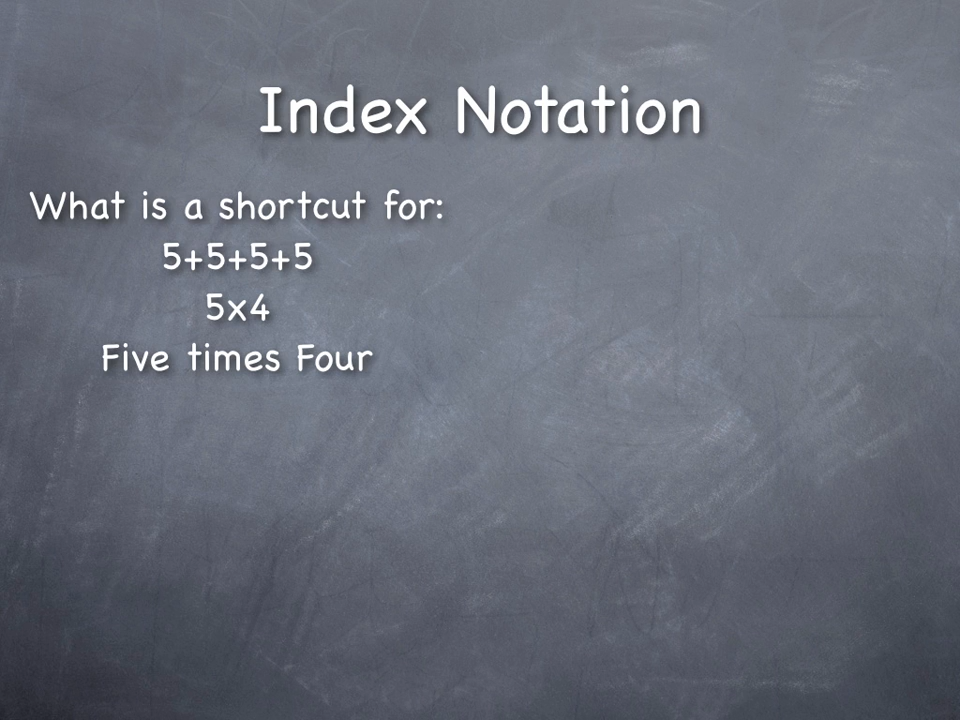 Index Notation
What is a shortcut for:
5+5+5+5
5x4
Five times Four